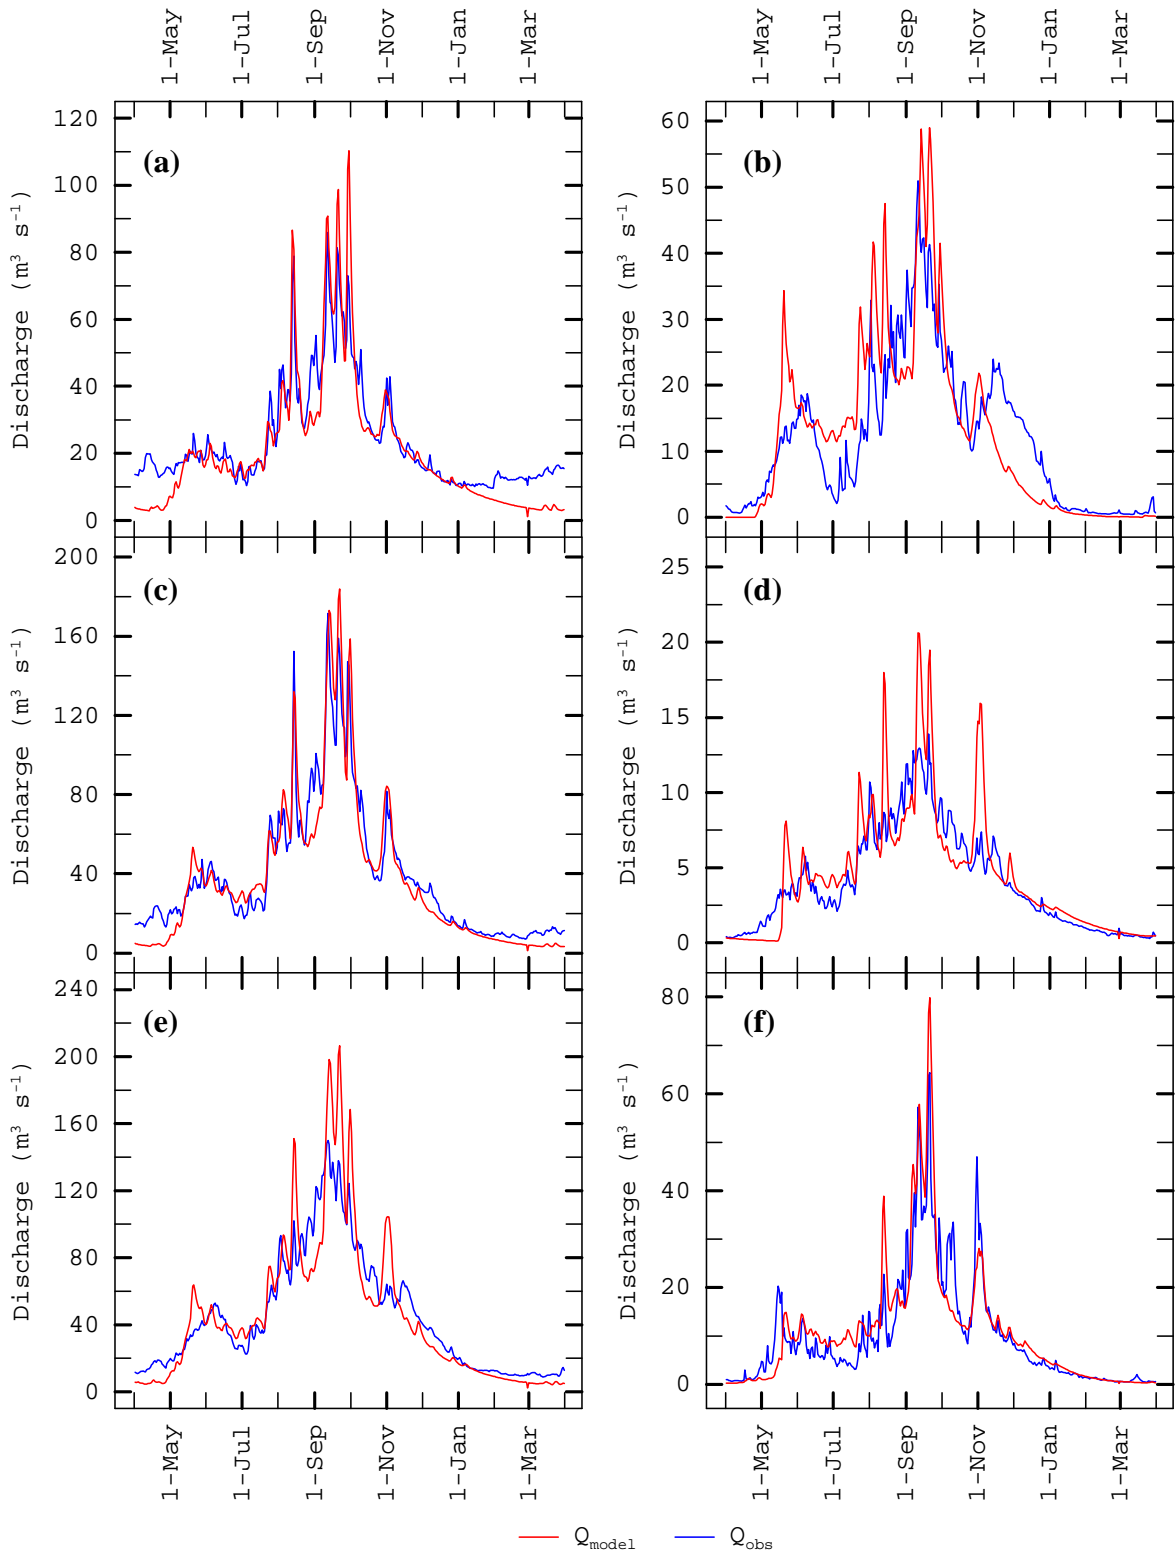 1-May 1-Jul 1-Sep 1-Nov 1-Jan 1-Mar
1-May 1-Jul 1-Sep 1-Nov 1-Jan 1-Mar
(a)
Discharge (m³ s⁻¹)
120
100
80
60
40
20
0
(b)
Discharge (m³ s⁻¹)
60
50
40
30
20
10
0
(c)
Discharge (m³ s⁻¹)
200
160
120
80
40
0
(d)
Discharge (m³ s⁻¹)
25
20
15
10
5
0
(e)
Discharge (m³ s⁻¹)
240
200
160
120
80
40
0
(f)
Discharge (m³ s⁻¹)
80
60
40
20
0
1-May 1-Jul 1-Sep 1-Nov 1-Jan 1-Mar
1-May 1-Jul 1-Sep 1-Nov 1-Jan 1-Mar
Qmodel Qobs